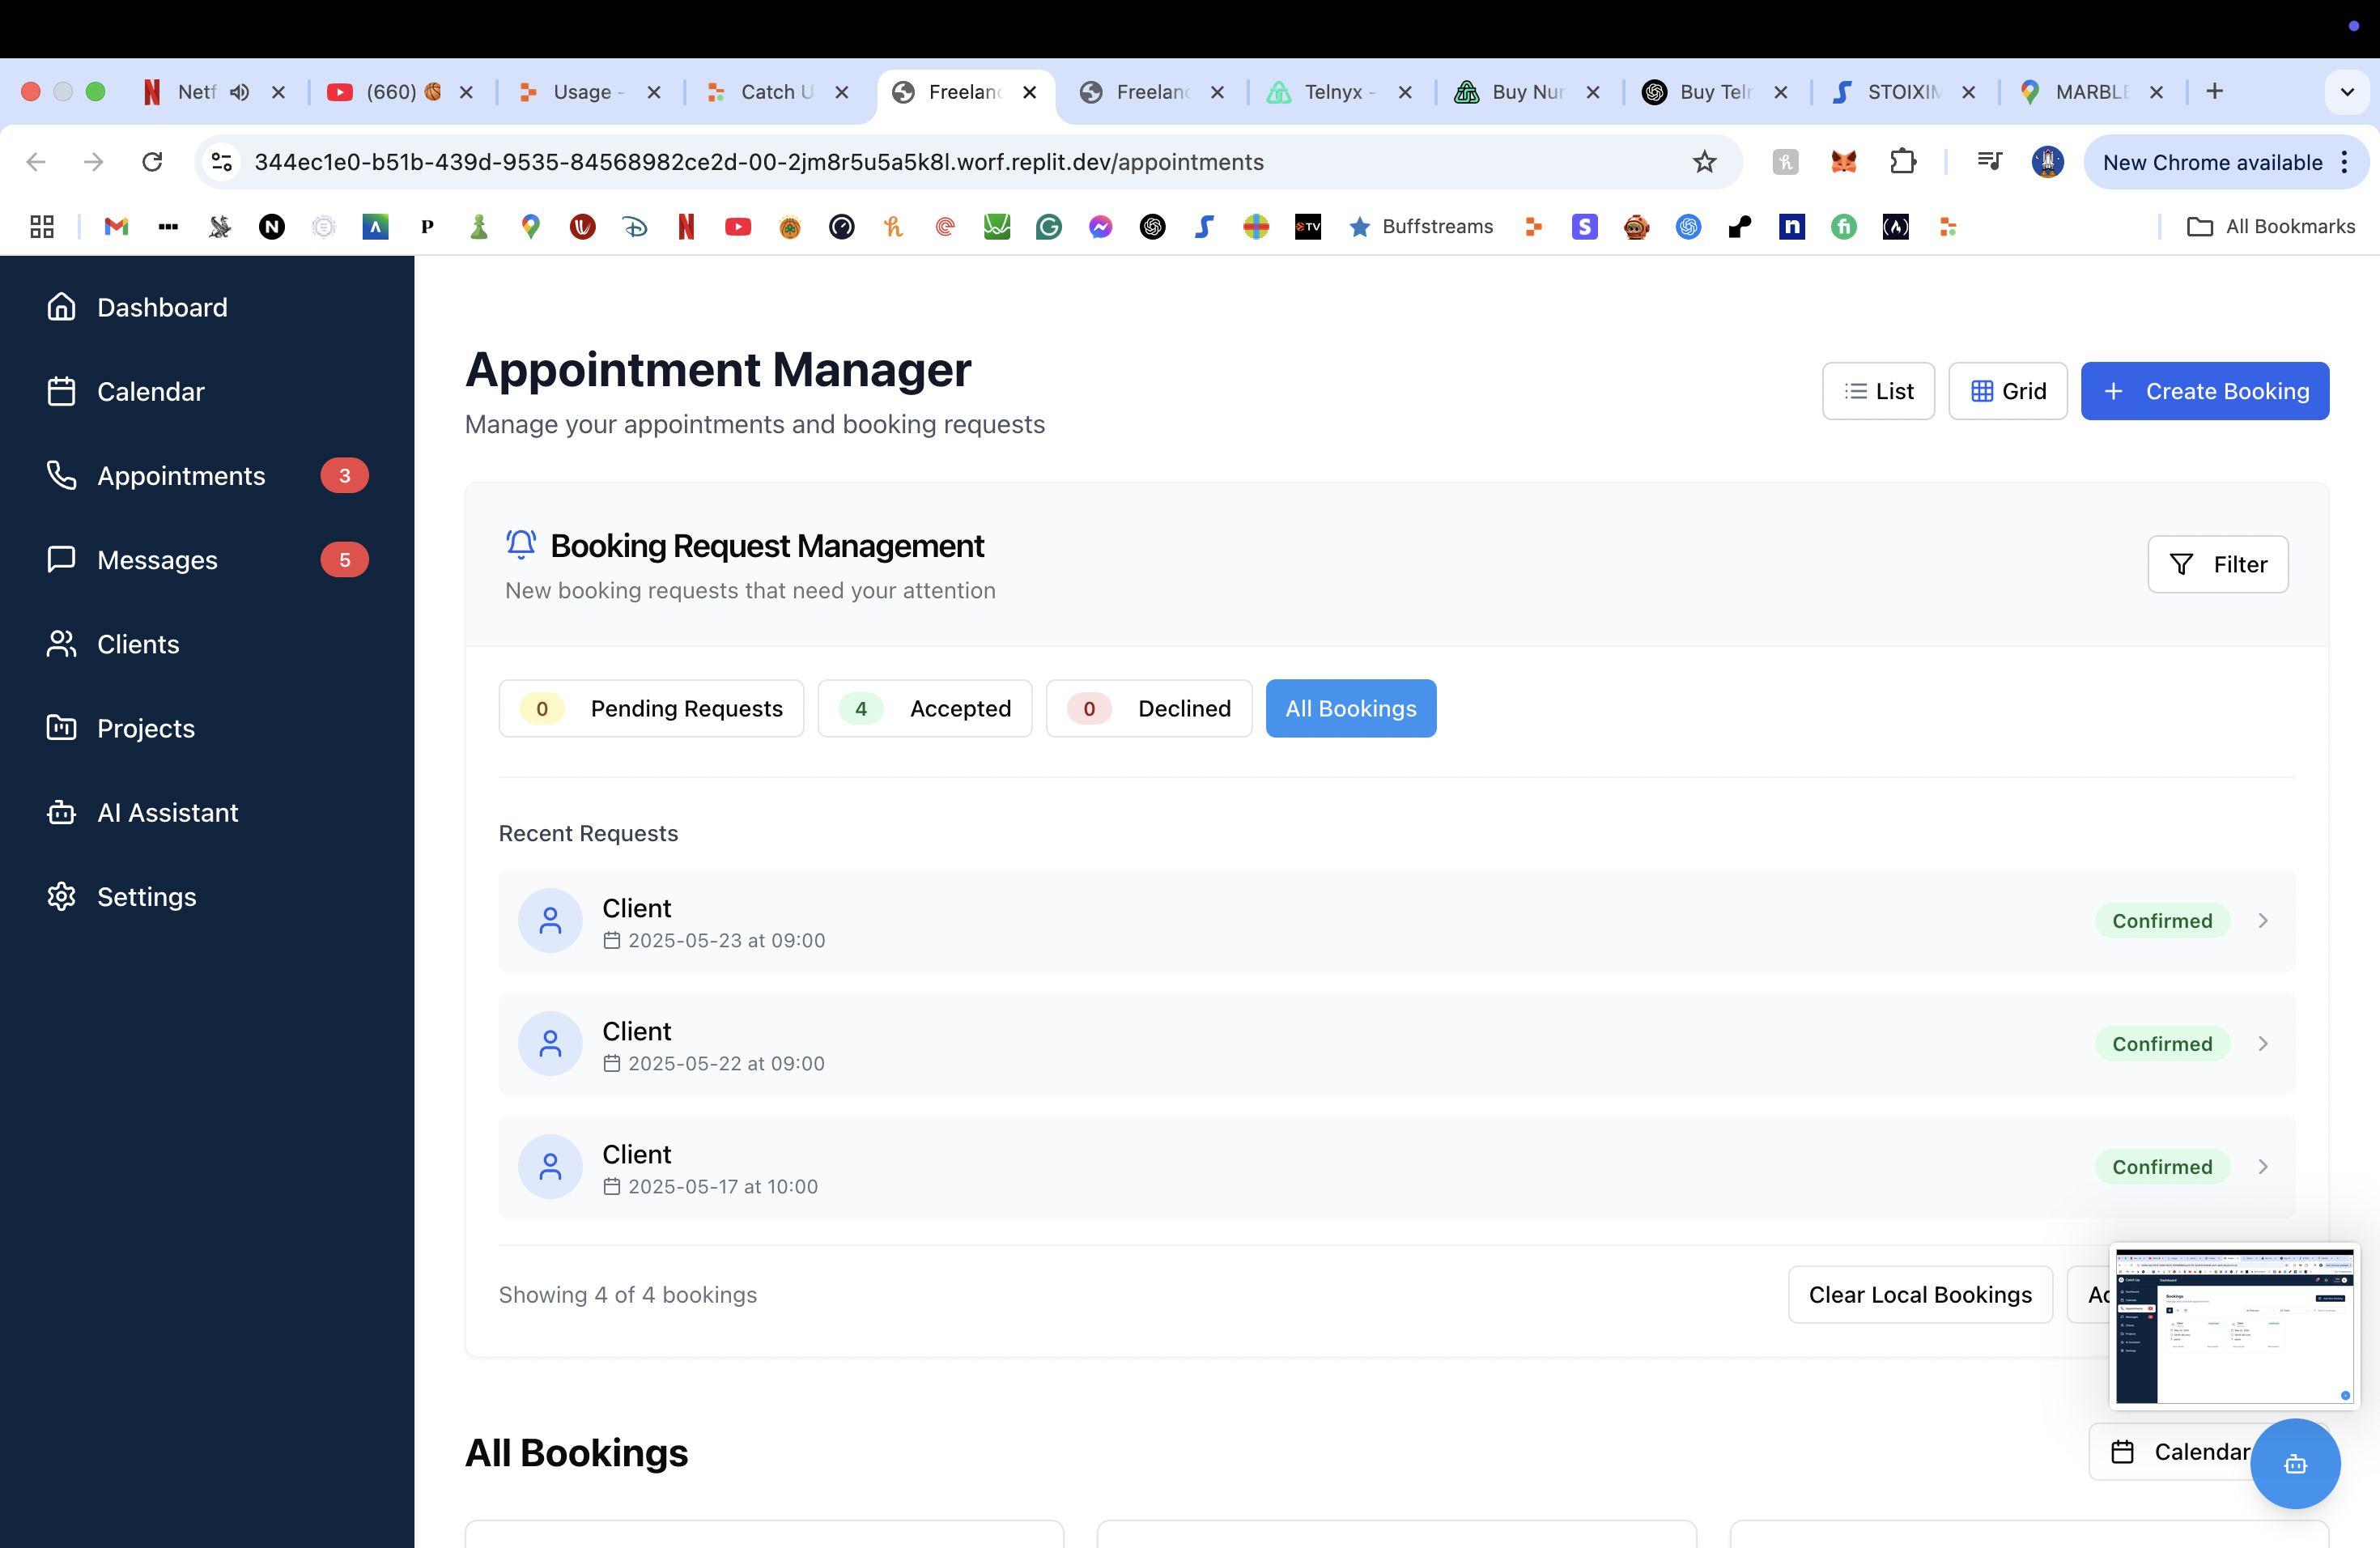 Netf
(660)
Usage -
Catch U
Freelanc
Freelanc
Telnyx -
Buy Nur
Buy Teln
STOIXIM
MARBLE
344ec1e0-b51b-439d-9535-84568982ce2d-00-2jm8r5u5a5k8l.worf.replit.dev/appointments
New Chrome available
Buffstreams
All Bookmarks
Dashboard
Calendar
Appointments 3
Messages 5
Clients
Projects
AI Assistant
Settings
Appointment Manager
Manage your appointments and booking requests
List
Grid
+ Create Booking
Booking Request Management
New booking requests that need your attention
Filter
0 Pending Requests
4 Accepted
0 Declined
All Bookings
Recent Requests
Client
2025-05-23 at 09:00
Confirmed
Client
2025-05-22 at 09:00
Confirmed
Client
2025-05-17 at 10:00
Confirmed
Showing 4 of 4 bookings
Clear Local Bookings
All Bookings
Calendar